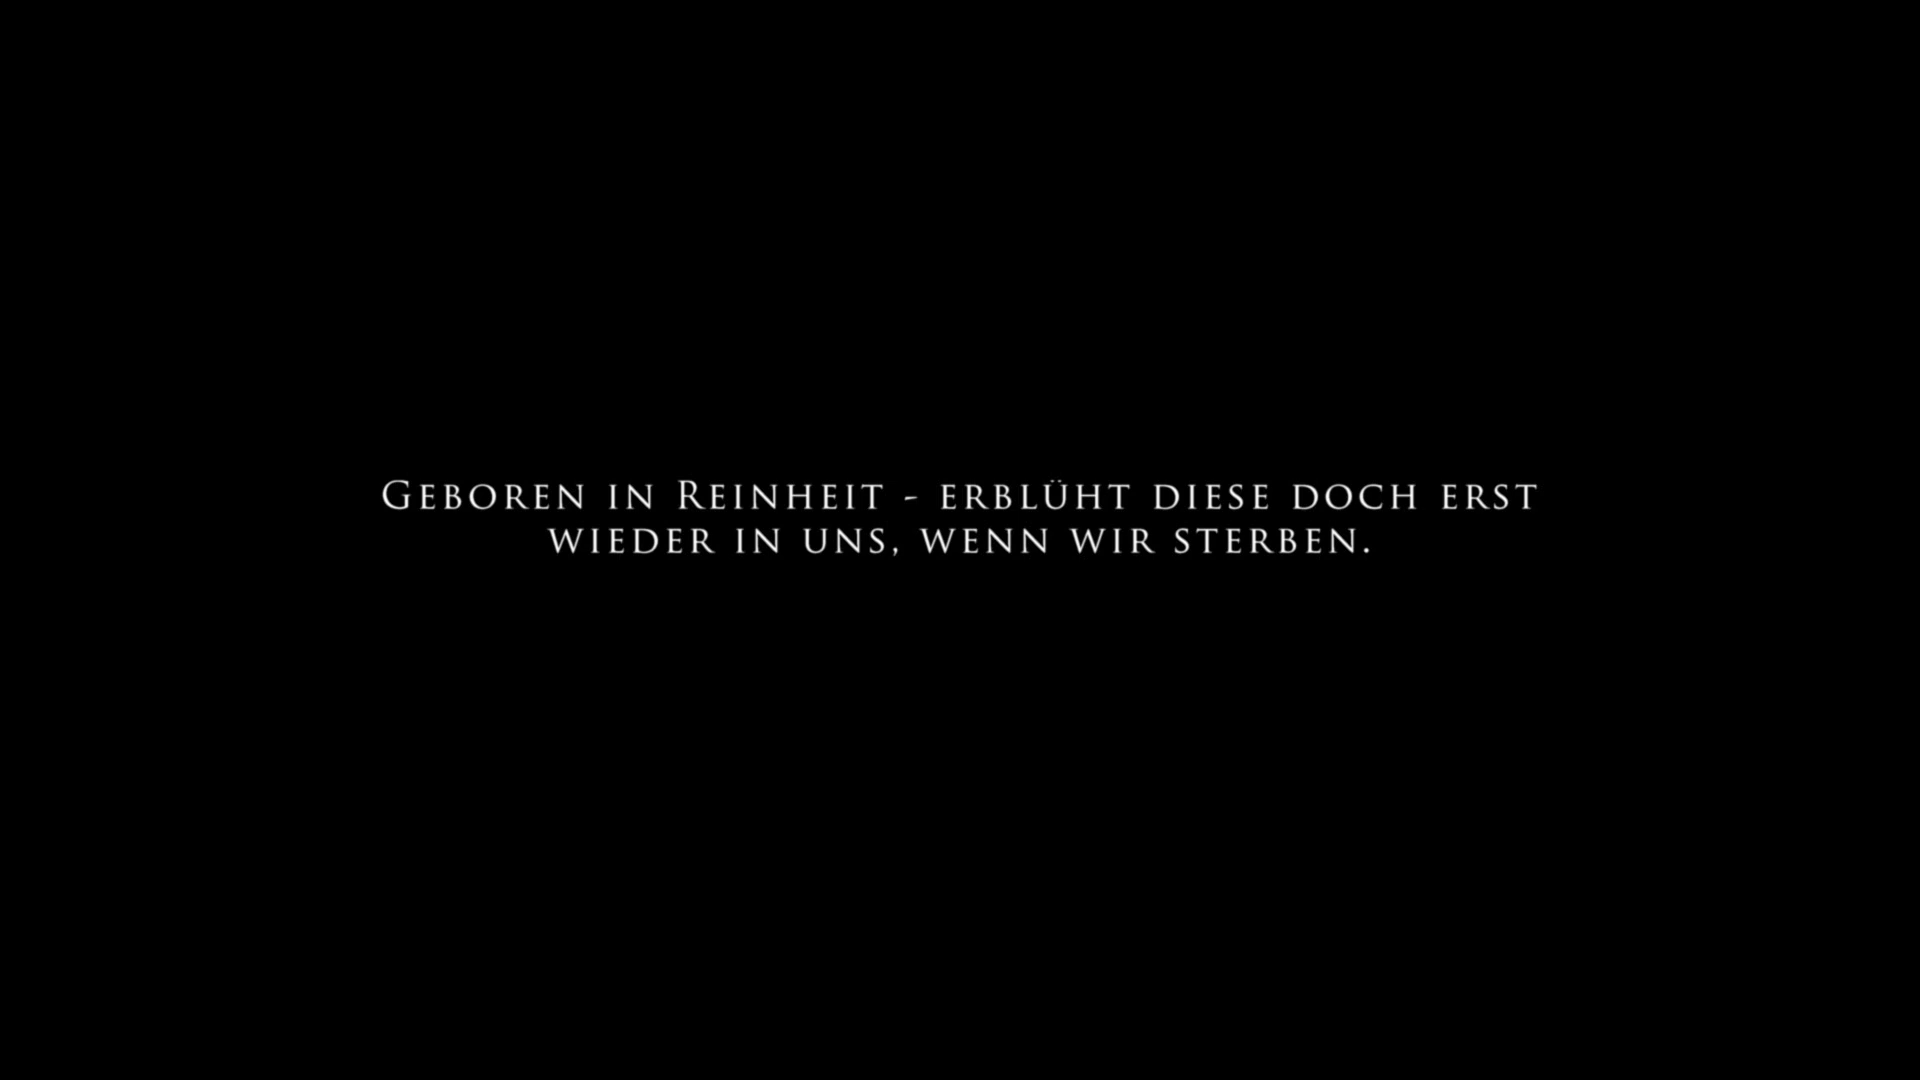 Geboren in Reinheit - erblüht diese doch erst
wieder in uns, wenn wir sterben.